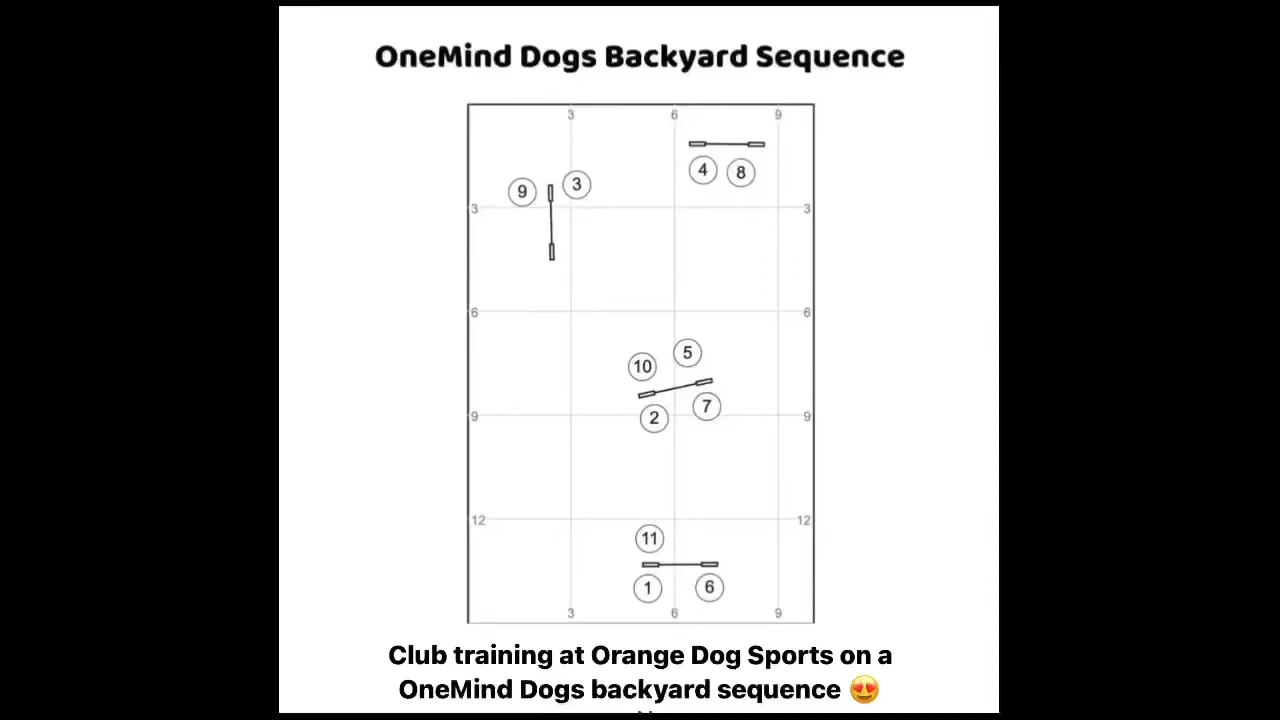 OneMind Dogs Backyard Sequence
3 6 9
4 8
9 3
3 3
6 6
10 5
2 7
9 9
12 12
11
1 6
3 6 9
Club training at Orange Dog Sports on a
OneMind Dogs backyard sequence 😍